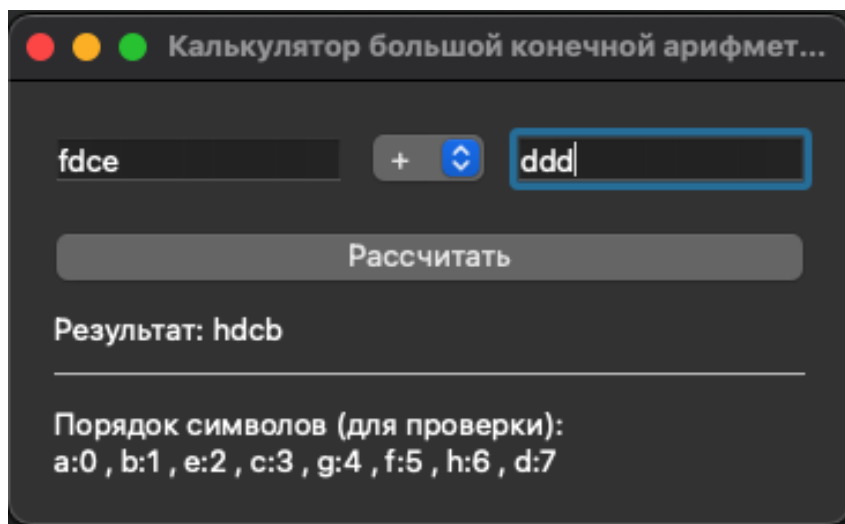 Калькулятор большой конечной арифмет...
fdce + ddd
Рассчитать
Результат: hdcb
Порядок символов (для проверки):
a:0 , b:1 , e:2 , c:3 , g:4 , f:5 , h:6 , d:7